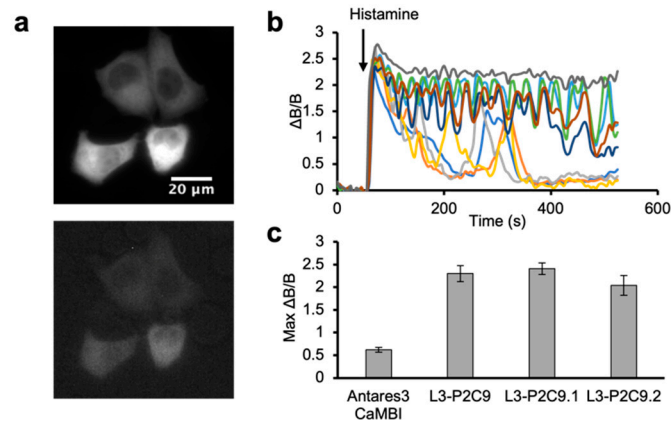 a
20 µm
b
Histamine
ΔB/B
3
2.5
2
1.5
1
0.5
0
0
200
400
600
Time (s)
c
Max ΔB/B
3
2.5
2
1.5
1
0.5
0
Antares3
CaMBI
L3-P2C9
L3-P2C9.1
L3-P2C9.2